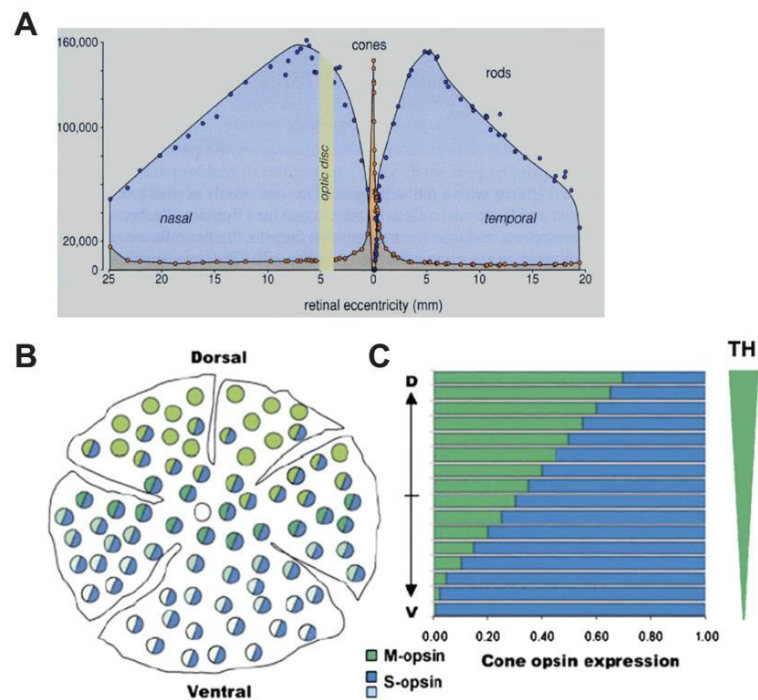 A
160,000
100,000
20,000
0
cones
rods
nasal
optic disc
temporal
25 20 15 10 5 0 5 10 15 20
retinal eccentricity (mm)
B
Dorsal
Ventral
C
TH
D
V
0.00 0.20 0.40 0.60 0.80 1.00
Cone opsin expression
M-opsin
S-opsin